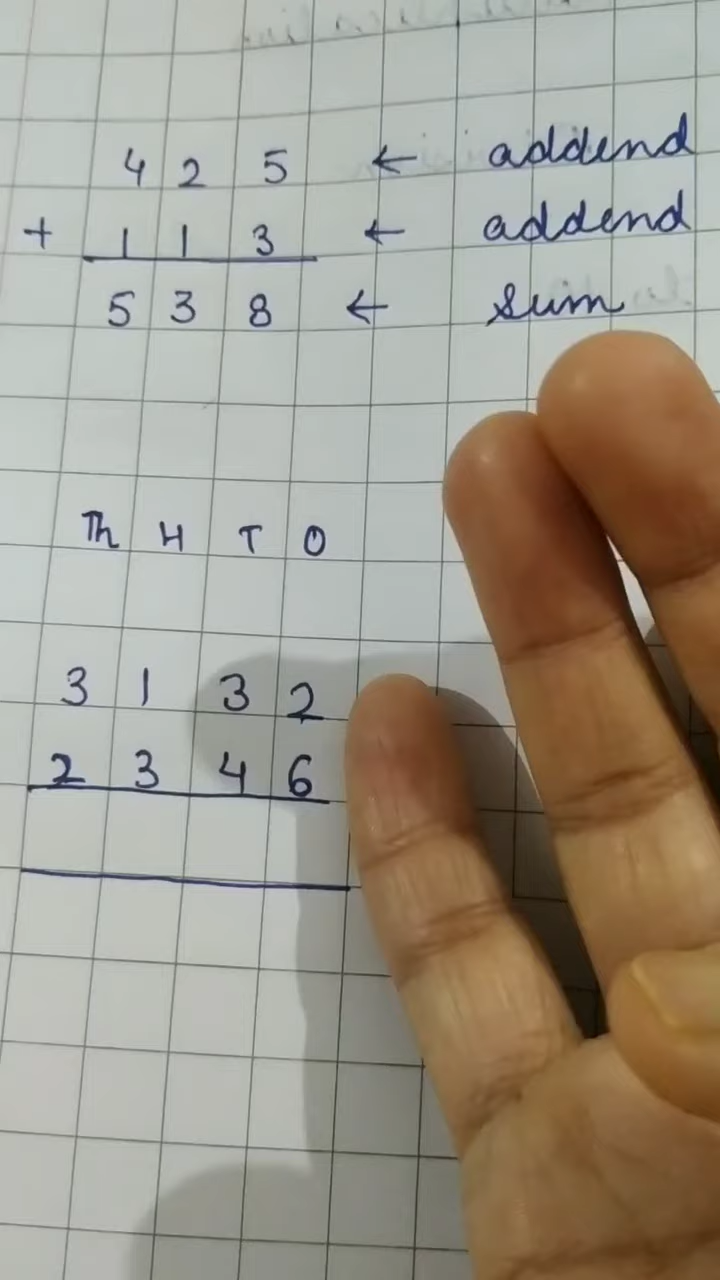 4 2 5 ← addend
+ 1 1 3 ← addend
5 3 8 ← sum
Th H T O
3 1 3 2
2 3 4 6